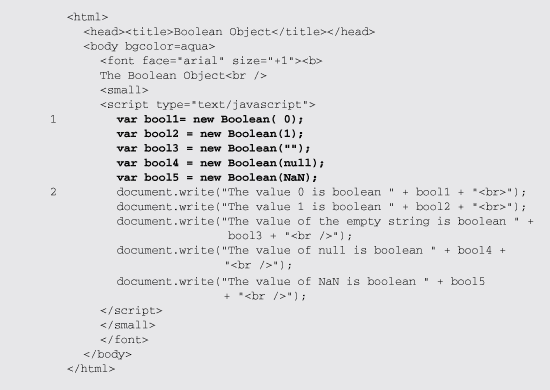 <html>
<head><title>Boolean Object</title></head>
<body bgcolor=aqua>
<font face="arial" size="+1"><b>
The Boolean Object<br />
<small>
<script type="text/javascript">
1 var bool1= new Boolean( 0);
var bool2 = new Boolean(1);
var bool3 = new Boolean("");
var bool4 = new Boolean(null);
var bool5 = new Boolean(NaN);
2 document.write("The value 0 is boolean " + bool1 + "<br>");
document.write("The value 1 is boolean " + bool2 + "<br>");
document.write("The value of the empty string is boolean " +
bool3 + "<br />");
document.write("The value of null is boolean " + bool4 +
"<br />");
document.write("The value of NaN is boolean " + bool5
+ "<br />");
</script>
</small>
</font>
</body>
</html>